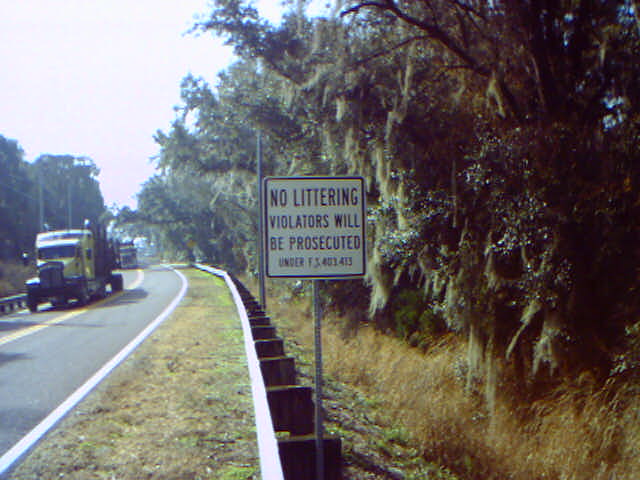 NO LITTERING
VIOLATORS WILL
BE PROSECUTED
UNDER F.S.403.413